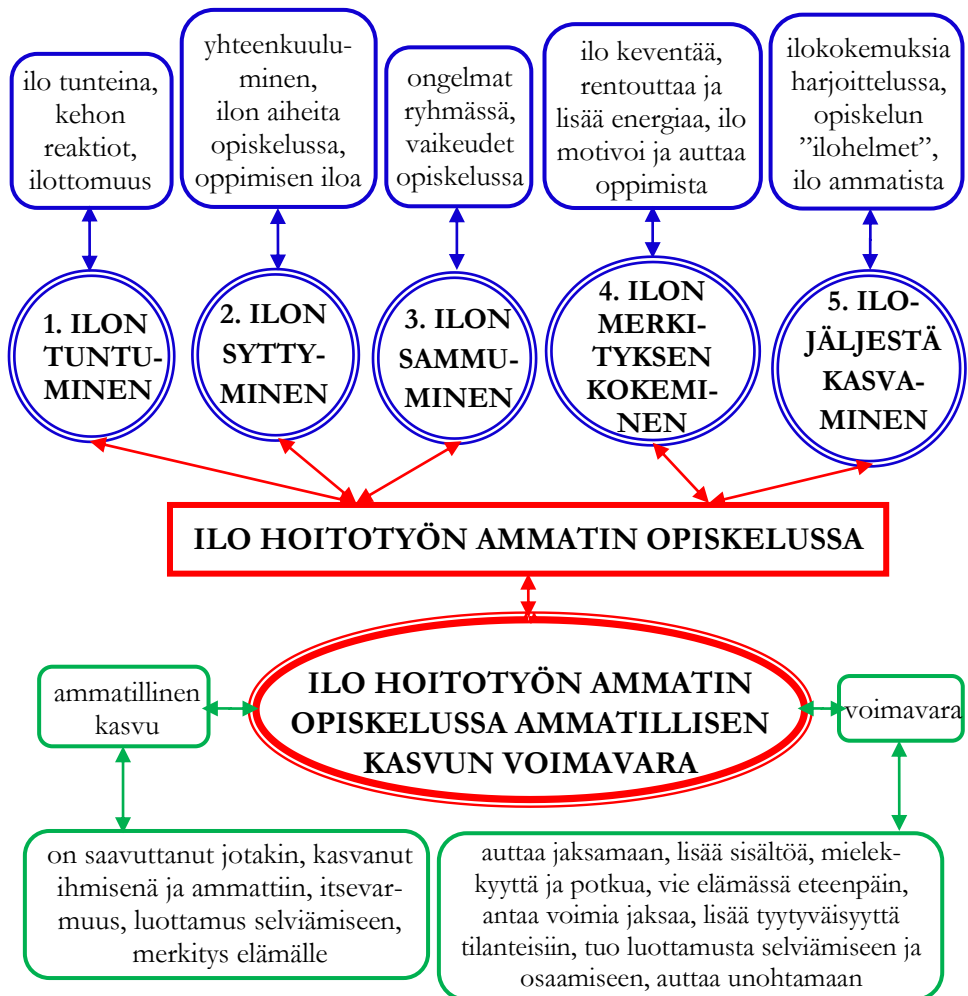 ilo tunteina,
kehon
reaktiot,
ilottomuus
yhteenkuulu-
minen,
ilon aiheita
opiskelussa,
oppimisen iloa
ongelmat
ryhmässä,
vaikeudet
opiskelussa
ilo keventää,
rentouttaa ja
lisää energiaa, ilo
motivoi ja auttaa
oppimista
ilokokemuksia
harjoittelussa,
opiskelun
”ilohelmet”,
ilo ammatista
1. ILON
TUNTU-
MINEN
2. ILON
SYTTY-
MINEN
3. ILON
SAMMU-
MINEN
4. ILON
MERKI-
TYKSEN
KOKEMI-
NEN
5. ILO-
JÄLJESTÄ
KASVA-
MINEN
ILO HOITOTYÖN AMMATIN OPISKELUSSA
ILO HOITOTYÖN AMMATIN
OPISKELUSSA AMMATILLISEN
KASVUN VOIMAVARA
ammatillinen
kasvu
voimavara
on saavuttanut jotakin, kasvanut
ihmisenä ja ammattiin, itsevar-
muus, luottamus selviämiseen,
merkitys elämälle
auttaa jaksamaan, lisää sisältöä, mielek-
kyyttä ja potkua, vie elämässä eteenpäin,
antaa voimia jaksaa, lisää tyytyväisyyttä
tilanteisiin, tuo luottamusta selviämiseen ja
osaamiseen, auttaa unohtamaan